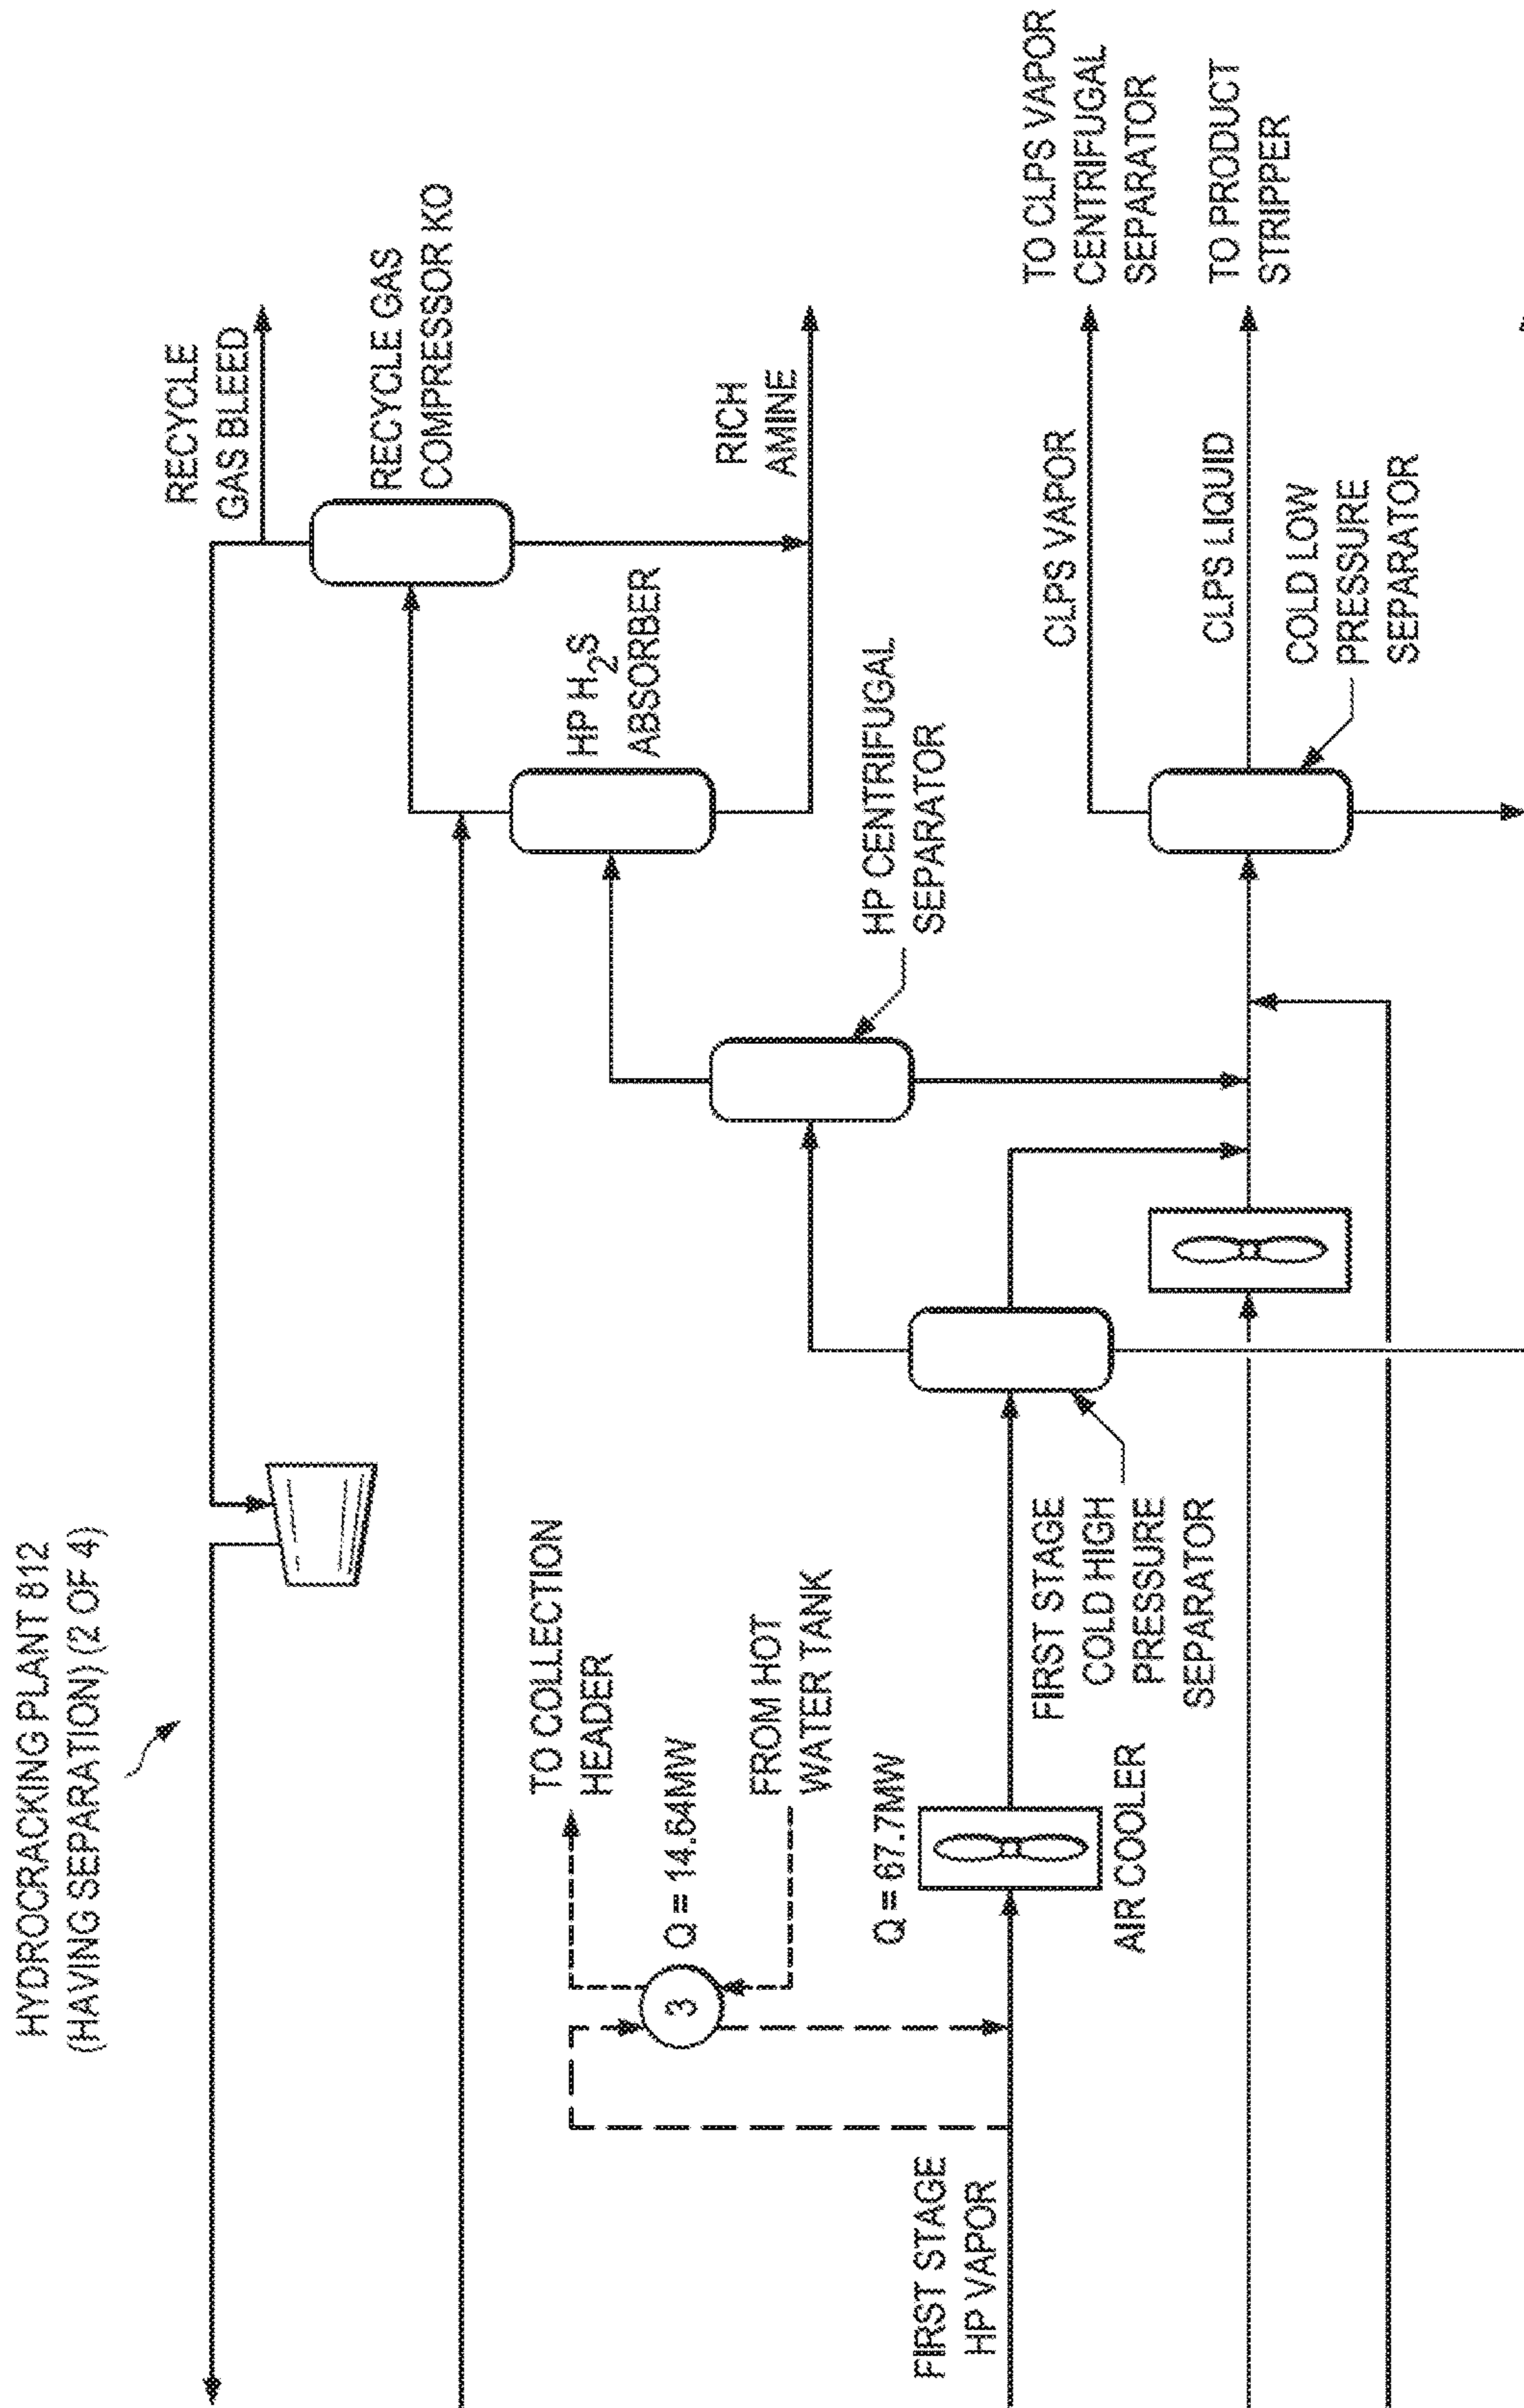 HYDROCRACKING PLANT 812
(HAVING SEPARATION) (2 OF 4)
RECYCLE
GAS BLEED
RECYCLE GAS
COMPRESSOR KO
HP H2S
ABSORBER
RICH
AMINE
TO COLLECTION
HEADER
3
Q = 14.64MW
FROM HOT
WATER TANK
HP CENTRIFUGAL
SEPARATOR
Q = 67.7MW
FIRST STAGE
HP VAPOR
AIR COOLER
FIRST STAGE
COLD HIGH
PRESSURE
SEPARATOR
CLPS VAPOR
TO CLPS VAPOR
CENTRIFUGAL
SEPARATOR
CLPS LIQUID
TO PRODUCT
STRIPPER
COLD LOW
PRESSURE
SEPARATOR